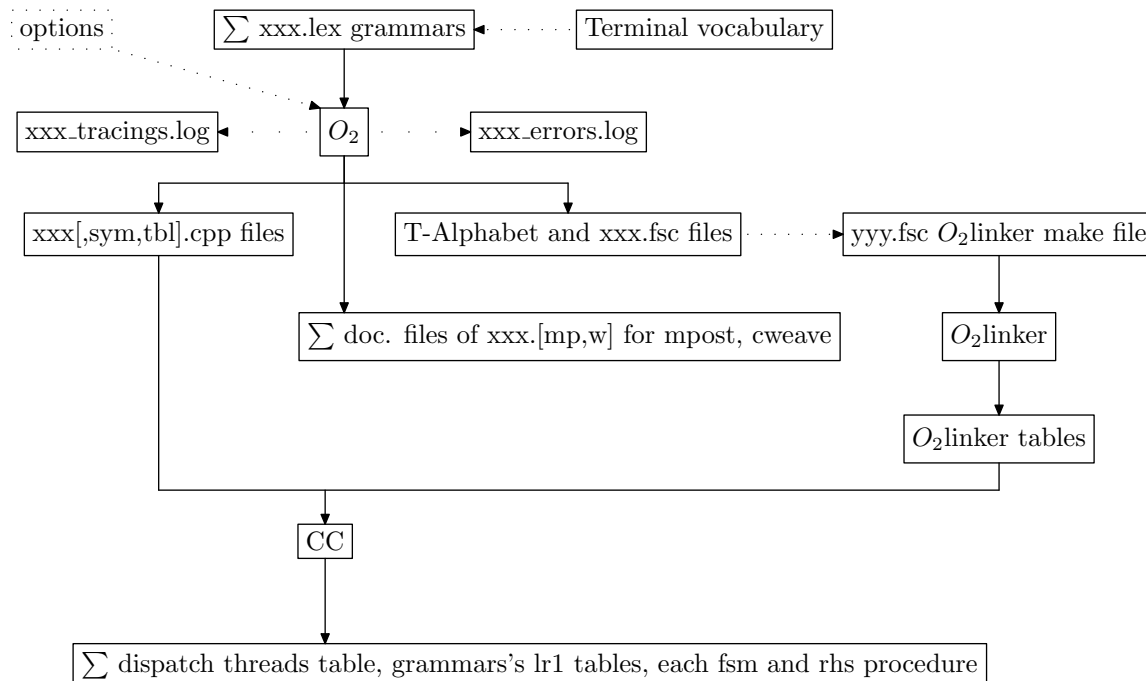 options
∑ xxx.lex grammars
Terminal vocabulary
xxx_tracings.log
O₂
xxx_errors.log
xxx[,sym,tbl].cpp files
T-Alphabet and xxx.fsc files
yyy.fsc O₂linker make file
∑ doc. files of xxx.[mp,w] for mpost, cweave
O₂linker
O₂linker tables
CC
∑ dispatch threads table, grammars's lr1 tables, each fsm and rhs procedure